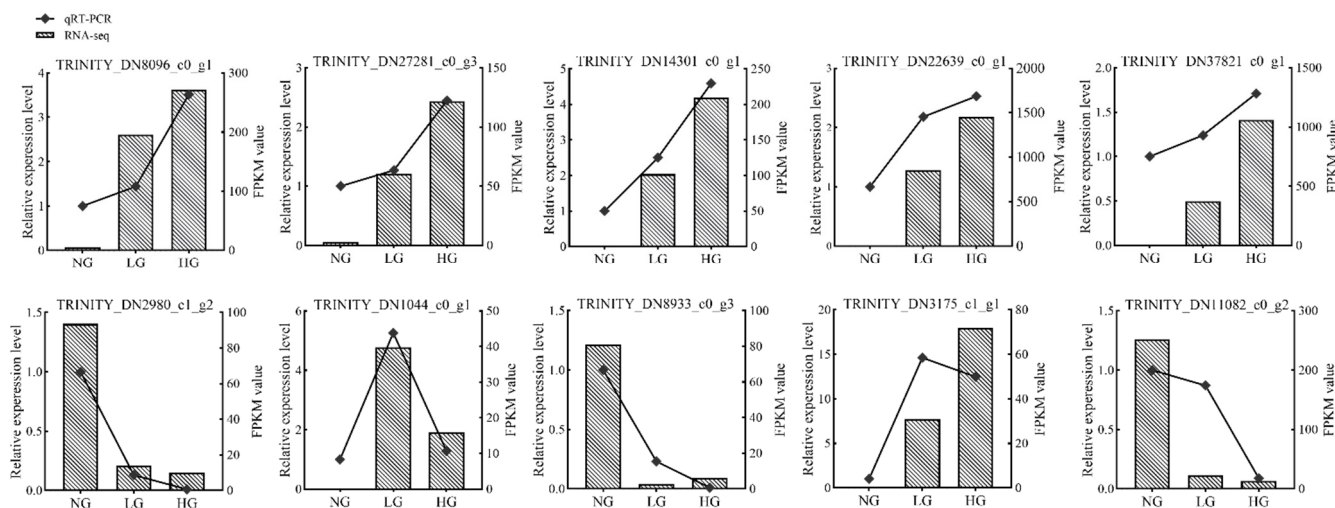 qRT-PCR
RNA-seq
TRINITY_DN8096_c0_g1
Relative experession level
4
3
2
1
0
300
200
100
0
FPKM value
NG LG HG
TRINITY_DN27281_c0_g3
Relative experession level
3
2
1
0
150
100
50
0
FPKM value
NG LG HG
TRINITY_DN14301_c0_g1
Relative experession level
5
4
3
2
1
0
250
200
150
100
50
0
FPKM value
NG LG HG
TRINITY_DN22639_c0_g1
Relative experession level
3
2
1
0
2000
1500
1000
500
0
FPKM value
NG LG HG
TRINITY_DN37821_c0_g1
Relative experession level
2.0
1.5
1.0
0.5
0.0
1500
1000
500
0
FPKM value
NG LG HG
TRINITY_DN2980_c1_g2
Relative experession level
1.5
1.0
0.5
0.0
100
80
60
40
20
0
FPKM value
NG LG HG
TRINITY_DN1044_c0_g1
Relative experession level
6
4
2
0
50
40
30
20
10
0
FPKM value
NG LG HG
TRINITY_DN8933_c0_g3
Relative experession level
1.5
1.0
0.5
0.0
100
80
60
40
20
0
FPKM value
NG LG HG
TRINITY_DN3175_c1_g1
Relative experession level
20
15
10
5
0
80
60
40
20
0
FPKM value
NG LG HG
TRINITY_DN11082_c0_g2
Relative experession level
1.5
1.0
0.5
0.0
300
200
100
0
FPKM value
NG LG HG